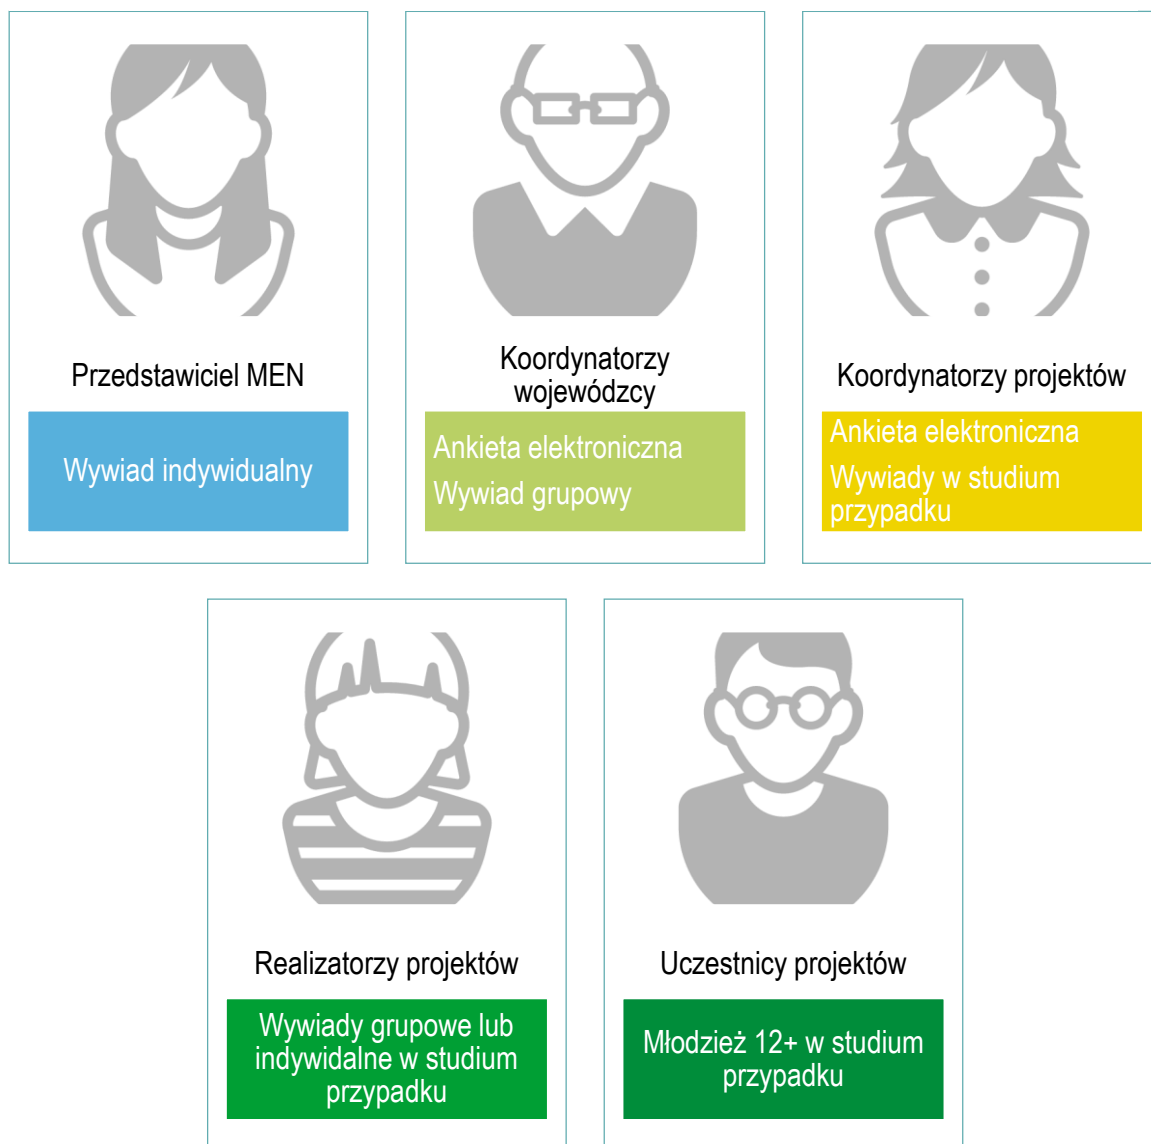 Przedstawiciel MEN
Wywiad indywidualny
Koordynatorzy
wojewódzcy
Ankieta elektroniczna
Wywiad grupowy
Koordynatorzy projektów
Ankieta elektroniczna
Wywiady w studium
przypadku
Realizatorzy projektów
Wywiady grupowe lub
indywidalne w studium
przypadku
Uczestnicy projektów
Młodzież 12+ w studium
przypadku